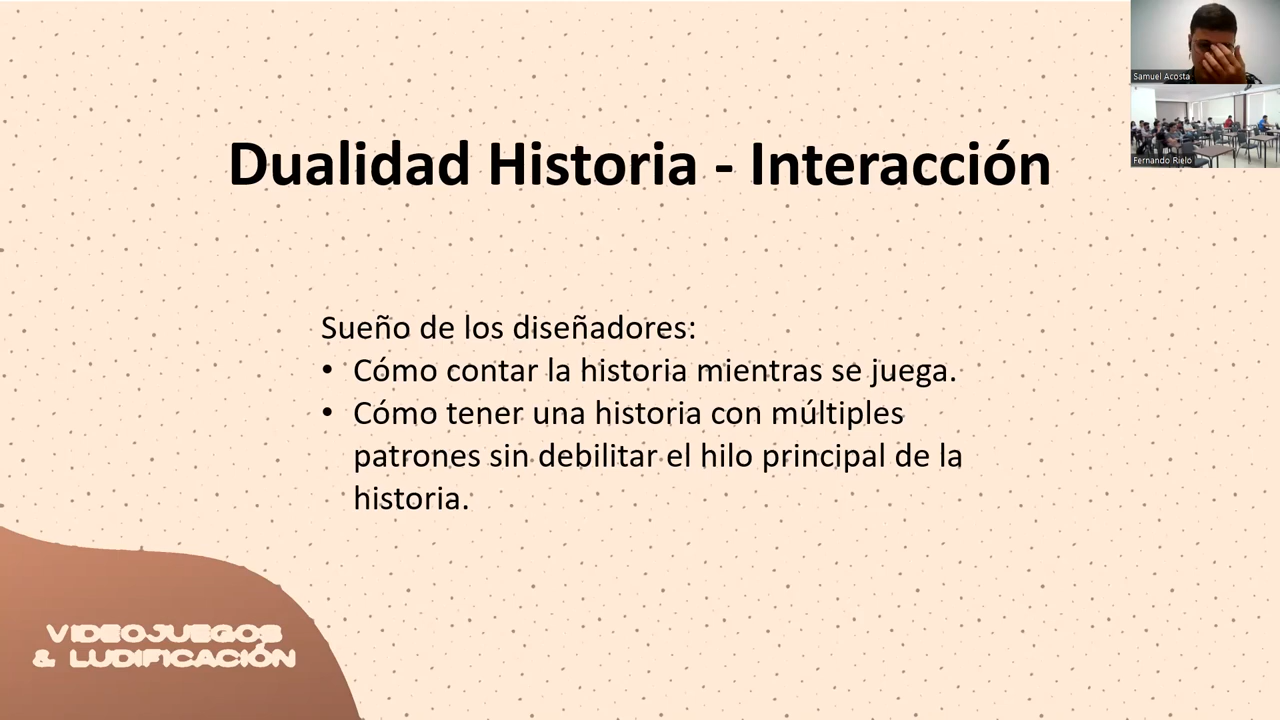 Samuel Acosta
Fernando Rielo
Dualidad Historia - Interacción
Sueño de los diseñadores:
• Cómo contar la historia mientras se juega.
• Cómo tener una historia con múltiples
patrones sin debilitar el hilo principal de la
historia.
VIDEOJUEGOS
& LUDIFICACIÓN